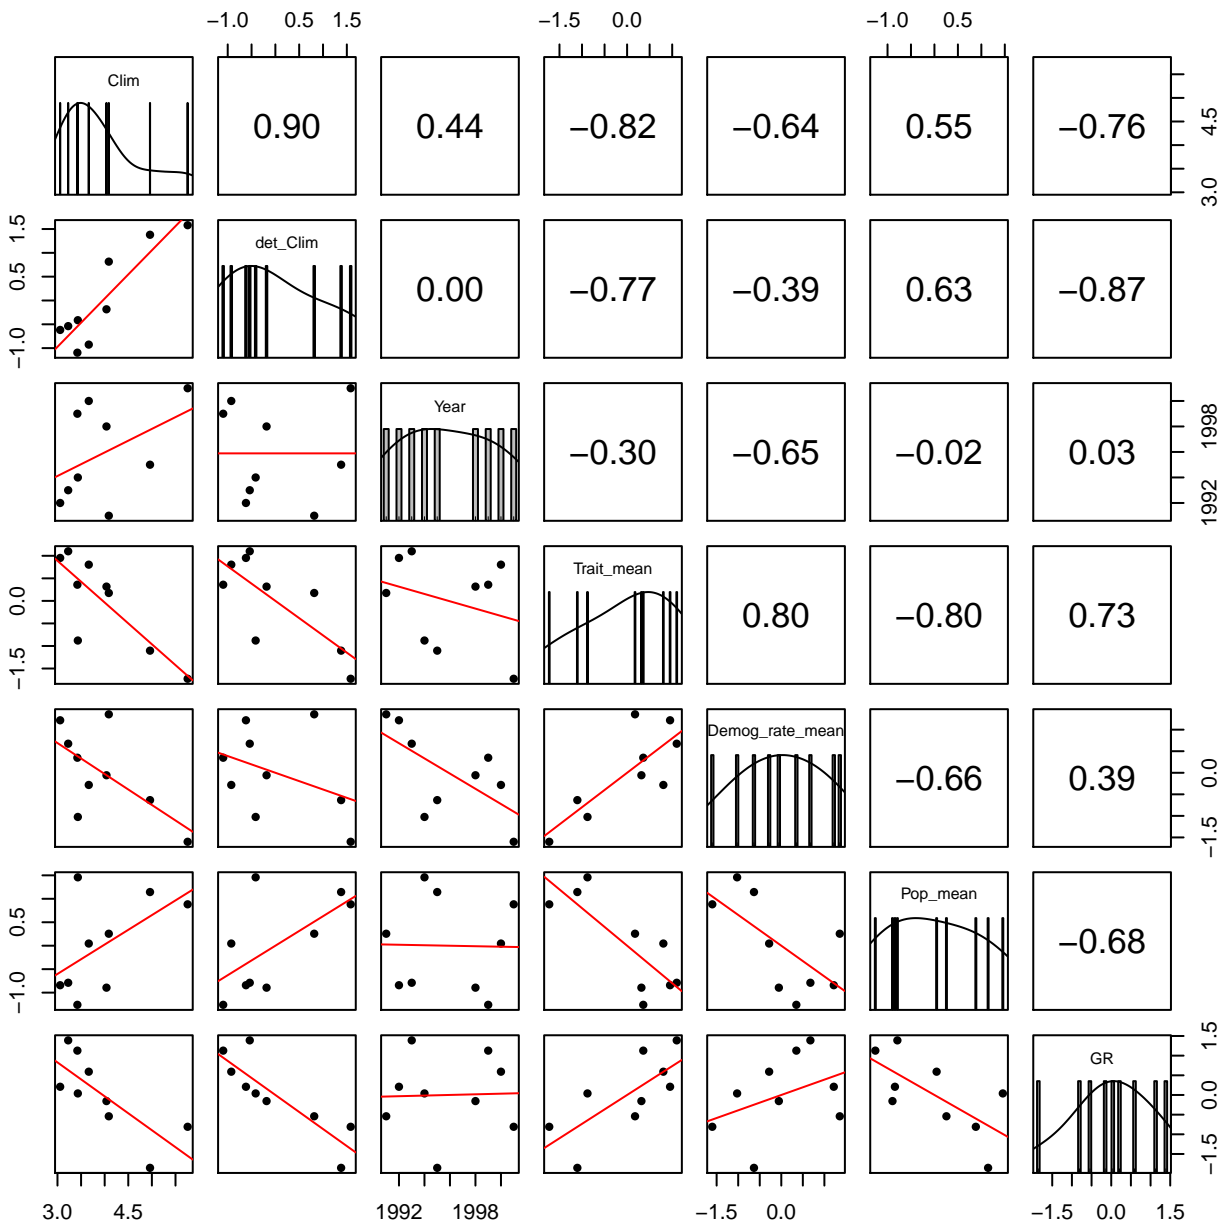 −1.0 0.5 1.5 −1.5 0.0 −1.0 0.5
Clim 0.90 0.44 −0.82 −0.64 0.55 −0.76 3.0 4.5
−1.0 0.5 1.5 det_Clim 0.00 −0.77 −0.39 0.63 −0.87
Year −0.30 −0.65 −0.02 0.03 1992 1998
−1.5 0.0 Trait_mean 0.80 −0.80 0.73
Demog_rate_mean −0.66 0.39 −1.5 0.0
−1.0 0.5 Pop_mean −0.68
GR −1.5 0.0 1.5
3.0 4.5 1992 1998 −1.5 0.0 −1.5 0.0 1.5